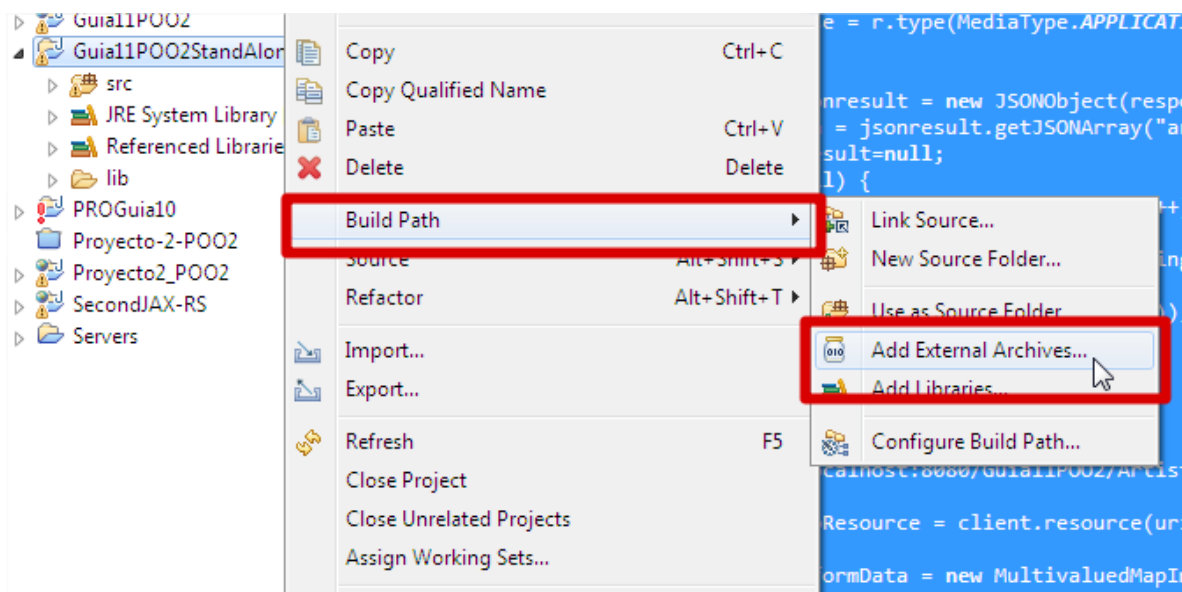 Guia11POO2
Guia11POO2StandAlon
src
JRE System Library
Referenced Librarie
lib
PROGuia10
Proyecto-2-POO2
Proyecto2_POO2
SecondJAX-RS
Servers
Copy Ctrl+C
Copy Qualified Name
Paste Ctrl+V
Delete Delete
Build Path
Source Alt+Shift+S
Refactor Alt+Shift+T
Import...
Export...
Refresh F5
Close Project
Close Unrelated Projects
Assign Working Sets...
Link Source...
New Source Folder...
Use as Source Folder
Add External Archives...
Add Libraries...
Configure Build Path...
e = r.type(MediaType.APPLICATI
nresult = new JSONObject(respo
= jsonresult.getJSONArray("ar
sult=null;
l) {
++
ing
))
calhost:8080/Guia11POO2/Artist
Resource = client.resource(uri
ormData = new MultivaluedMapIm